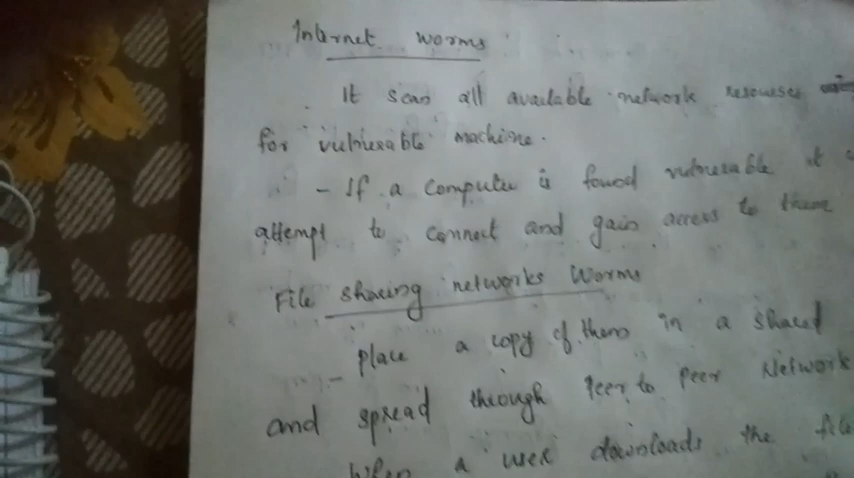 Internet worms
It scan all available network resourses
for vulnerable machine.
- If a computer is found vulnerable it
attempt to connect and gain access to them
File sharing networks Worms
- place a copy of them in a shared
and spread through peer to peer Network
When a user downloads the file